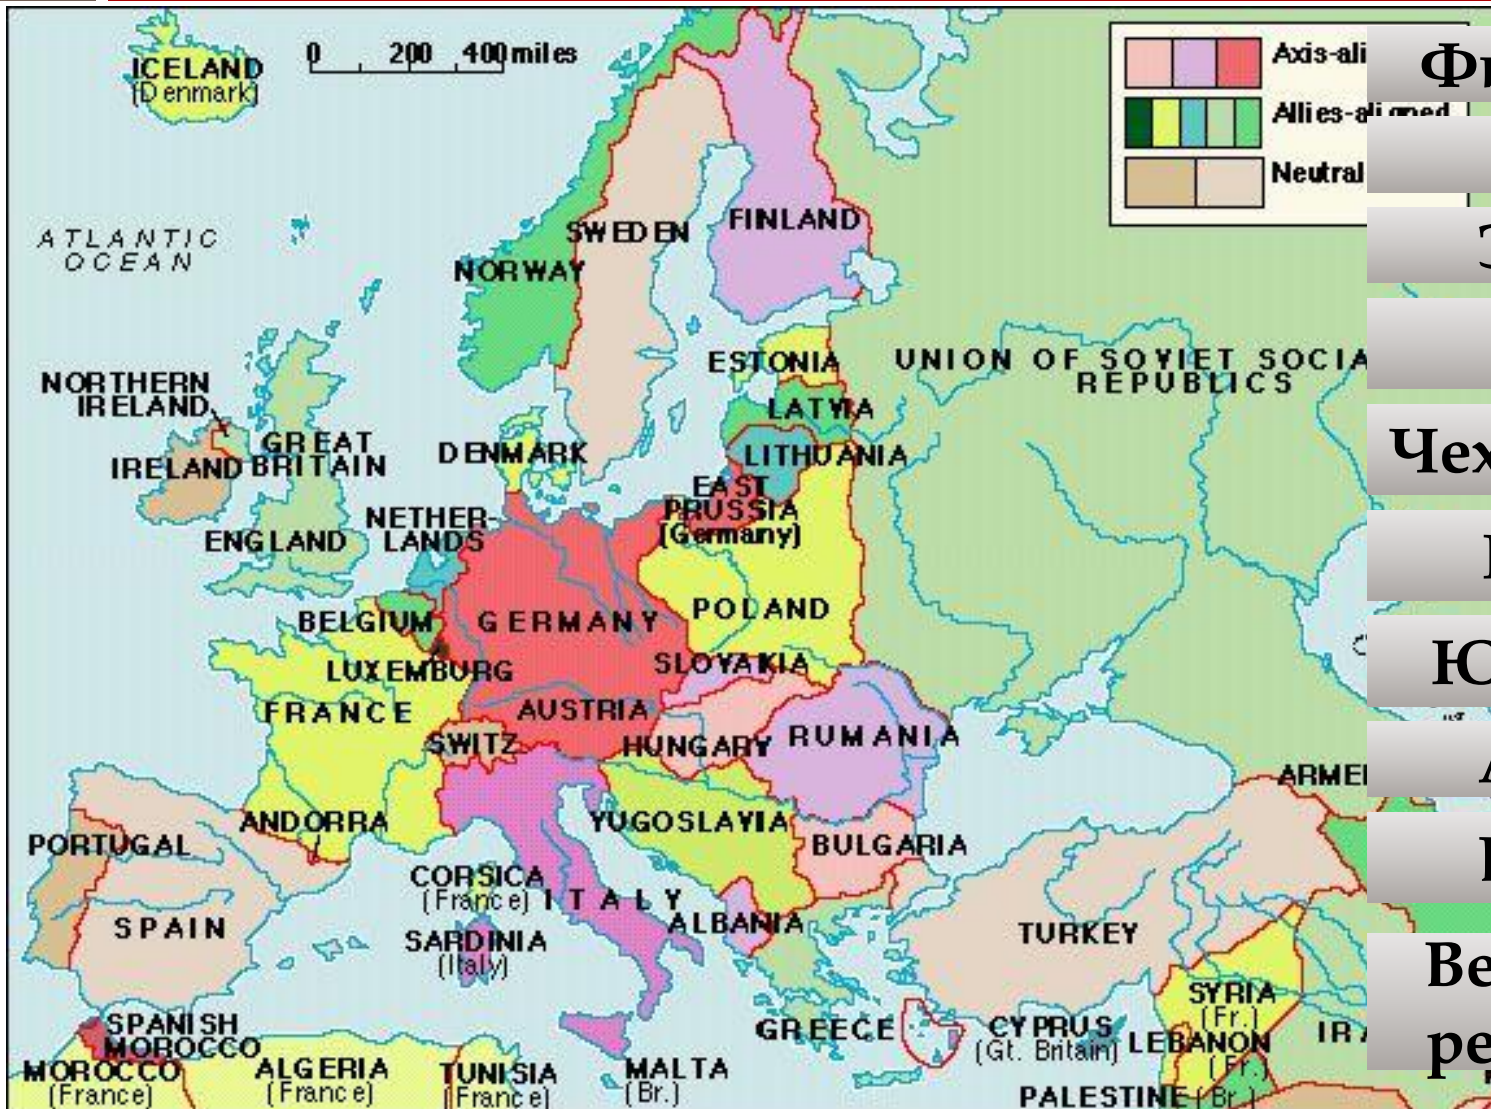 ICELAND
(Denmark)
0 200 400 miles
Axis-ali
Allies-aligned
Neutral
ATLANTIC
OCEAN
SWEDEN
FINLAND
NORWAY
ESTONIA
UNION OF SOVIET SOCIA
REPUBLICS
NORTHERN
IRELAND
LATVIA
GREAT
BRITAIN
IRELAND
DENMARK
LITHUANIA
EAST
PRUSSIA
(Germany)
NETHER-
LANDS
ENGLAND
BELGIUM
GERMANY
POLAND
LUXEMBURG
SLOVAKIA
FRANCE
AUSTRIA
SWITZ
HUNGARY
RUMANIA
ARME
ANDORRA
YUGOSLAVIA
PORTUGAL
BULGARIA
CORSICA
(France)
ITALY
ALBANIA
SPAIN
SARDINIA
(Italy)
TURKEY
SYRIA
(Fr.)
SPANISH
MOROCCO
GREECE
CYPRUS
(Gt. Britain)
LEBANON
(Fr.)
IRA
MOROCCO
(France)
ALGERIA
(France)
TUNISIA
(France)
MALTA
(Br.)
PALESTINE (Br.)
Э
Чех
Ю
Ве
ре